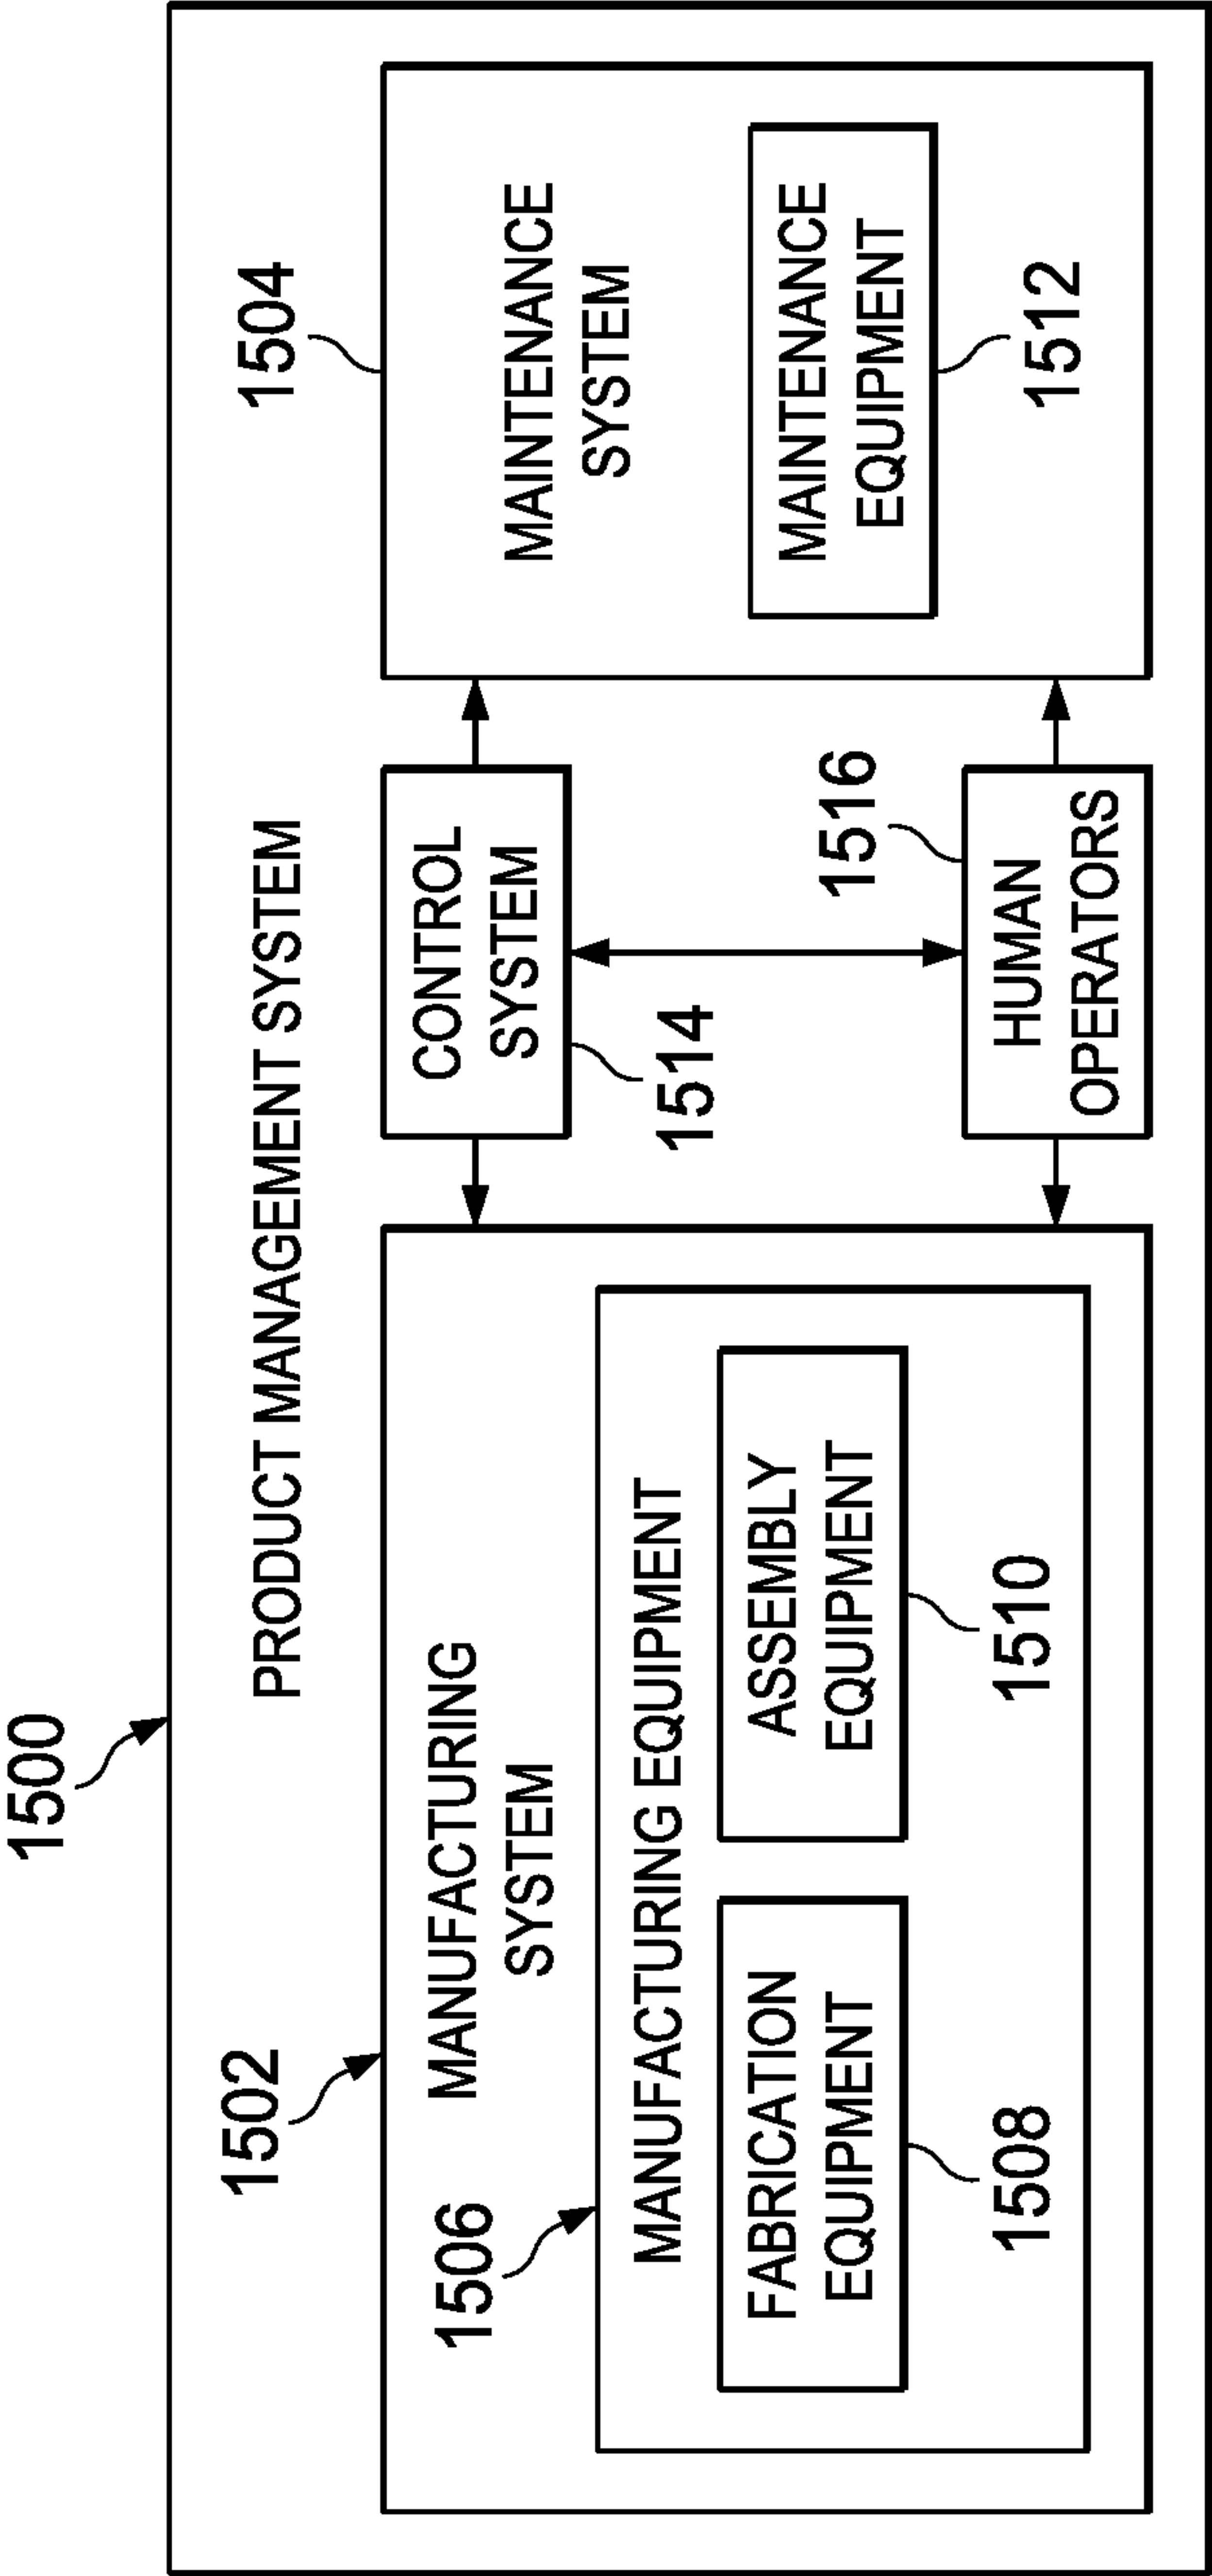 1500
PRODUCT MANAGEMENT SYSTEM
1502
MANUFACTURING
SYSTEM
1506
MANUFACTURING EQUIPMENT
FABRICATION
EQUIPMENT
1508
ASSEMBLY
EQUIPMENT
1510
CONTROL
SYSTEM
1514
1516
HUMAN
OPERATORS
1504
MAINTENANCE
SYSTEM
MAINTENANCE
EQUIPMENT
1512